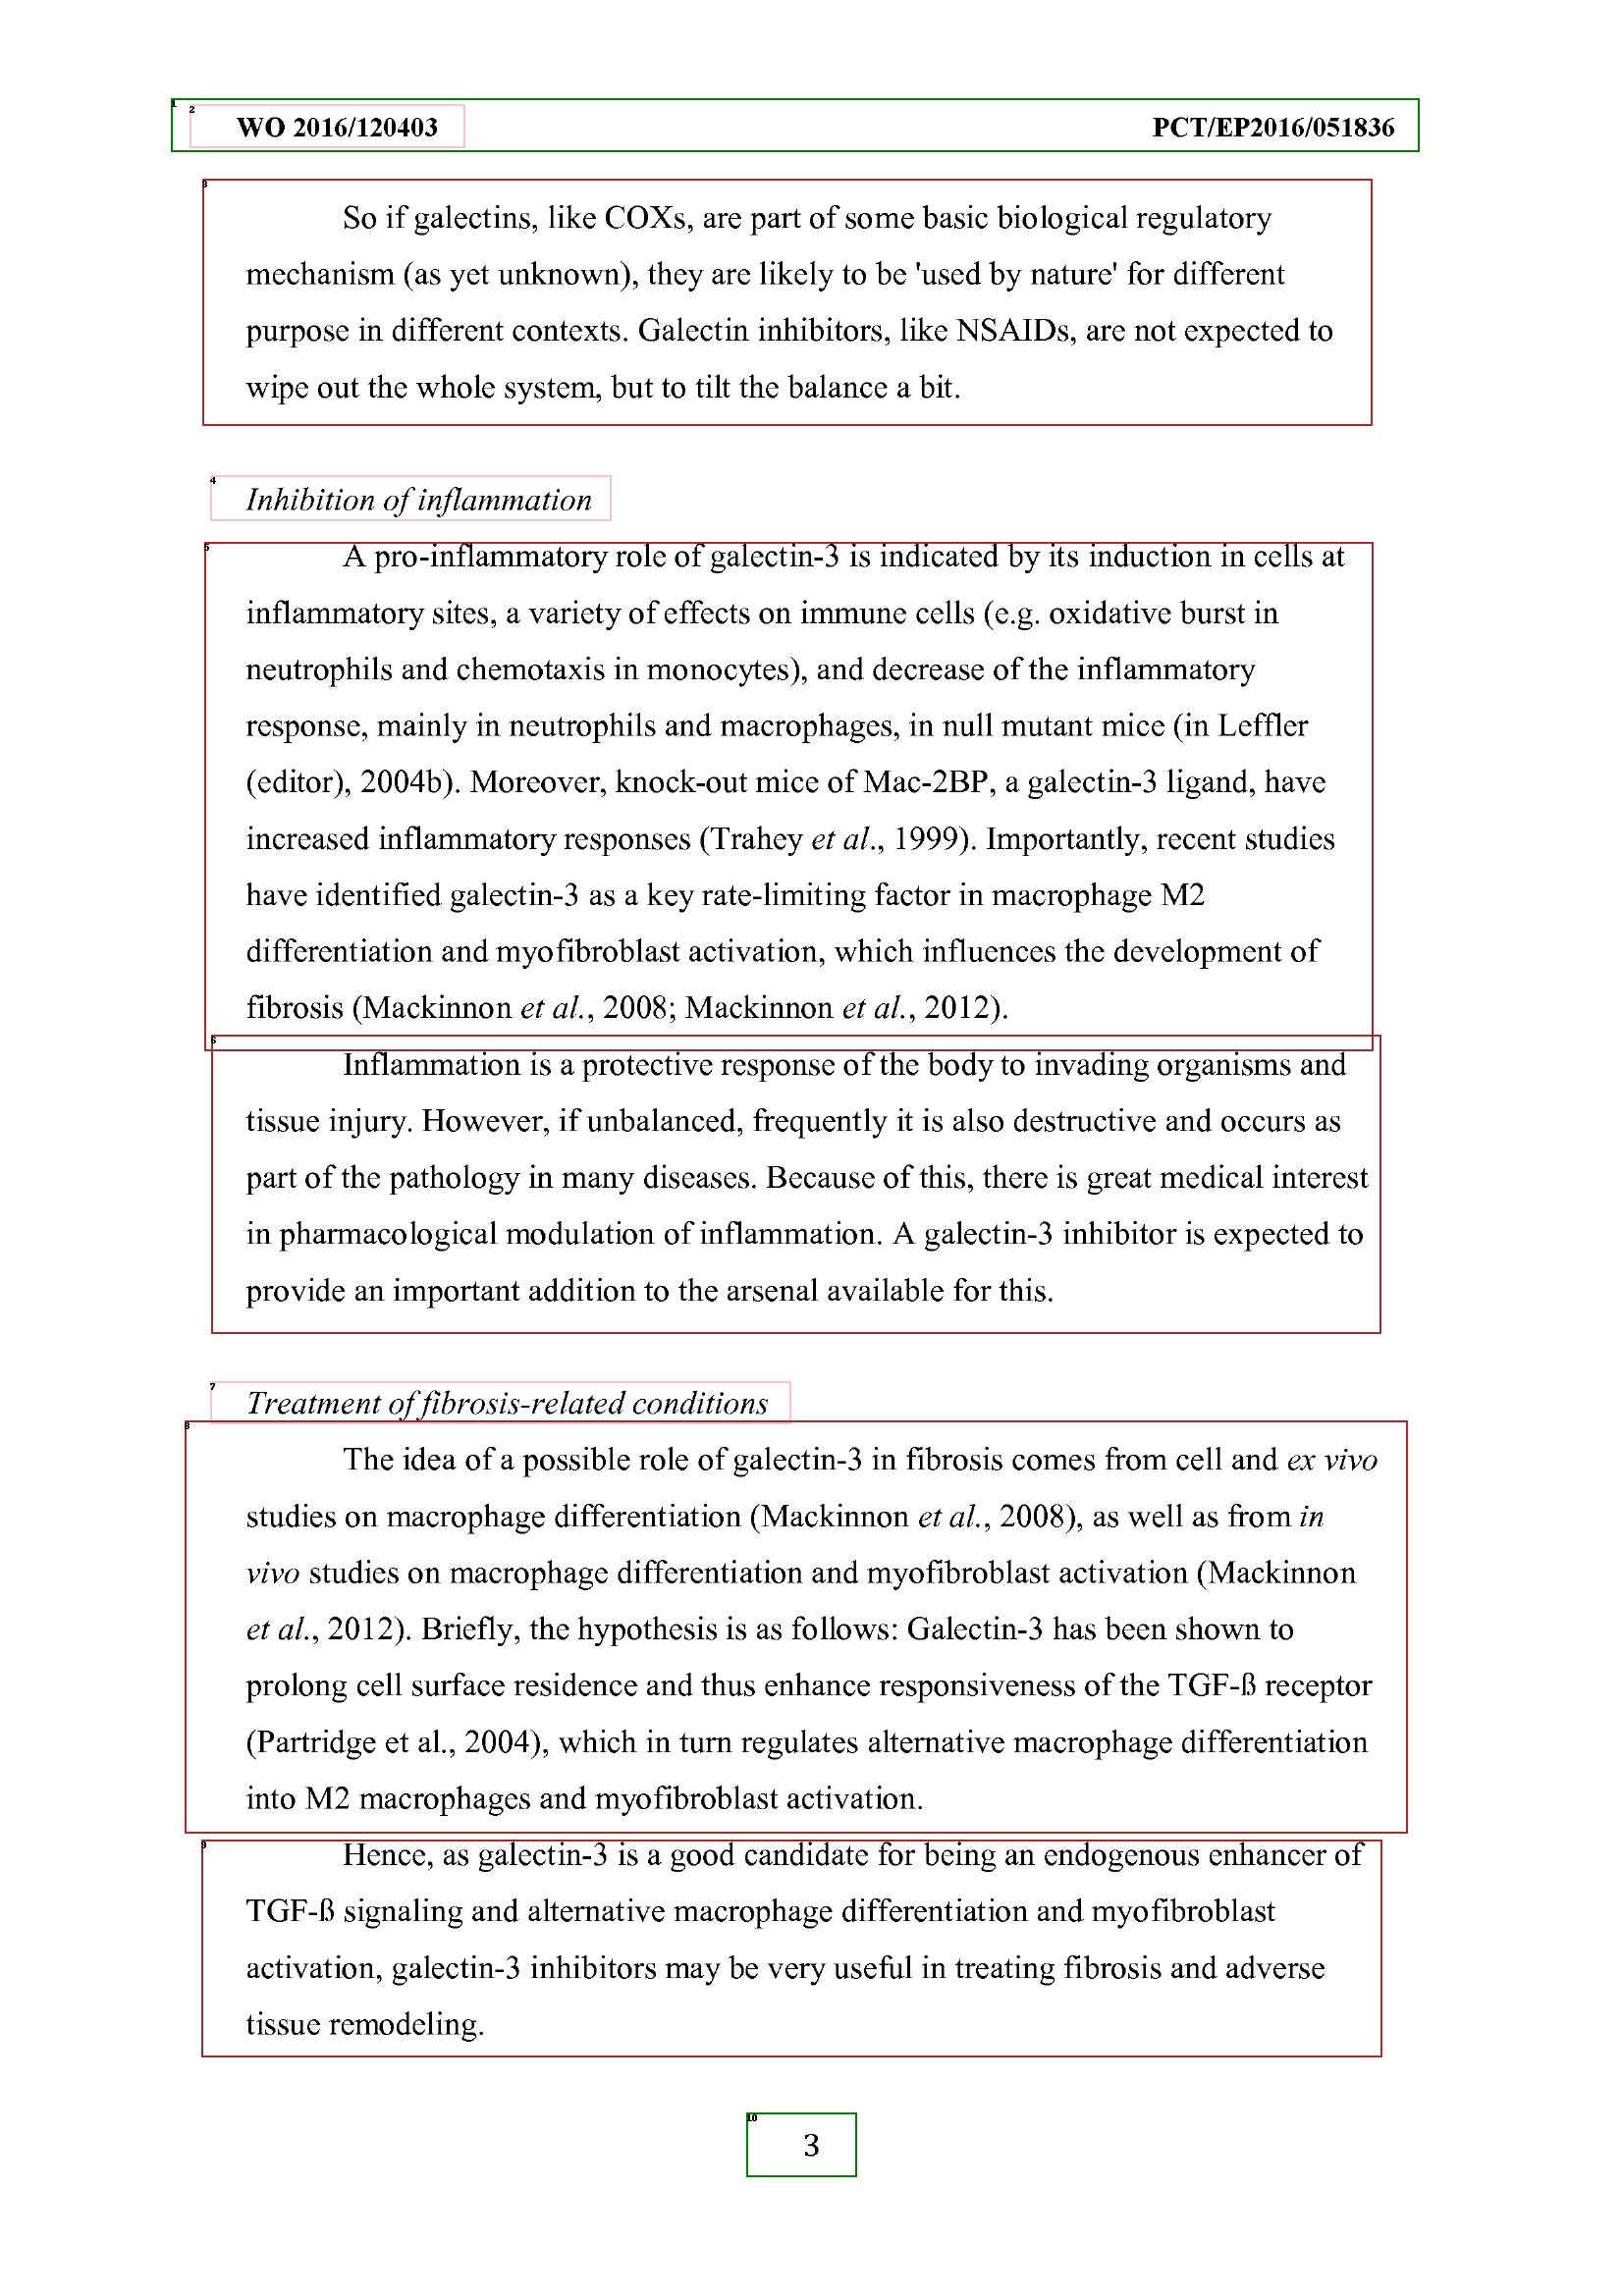 WO 2016/120403 PCT/EP2016/051836
So if galectins, like COXs, are part of some basic biological regulatory
mechanism (as yet unknown), they are likely to be 'used by nature' for different
purpose in different contexts. Galectin inhibitors, like NSAIDs, are not expected to
wipe out the whole system, but to tilt the balance a bit.
Inhibition of inflammation
A pro-inflammatory role of galectin-3 is indicated by its induction in cells at
inflammatory sites, a variety of effects on immune cells (e.g. oxidative burst in
neutrophils and chemotaxis in monocytes), and decrease of the inflammatory
response, mainly in neutrophils and macrophages, in null mutant mice (in Leffler
(editor), 2004b). Moreover, knock-out mice of Mac-2BP, a galectin-3 ligand, have
increased inflammatory responses (Trahey et al., 1999). Importantly, recent studies
have identified galectin-3 as a key rate-limiting factor in macrophage M2
differentiation and myofibroblast activation, which influences the development of
fibrosis (Mackinnon et al., 2008; Mackinnon et al., 2012).
Inflammation is a protective response of the body to invading organisms and
tissue injury. However, if unbalanced, frequently it is also destructive and occurs as
part of the pathology in many diseases. Because of this, there is great medical interest
in pharmacological modulation of inflammation. A galectin-3 inhibitor is expected to
provide an important addition to the arsenal available for this.
Treatment of fibrosis-related conditions
The idea of a possible role of galectin-3 in fibrosis comes from cell and ex vivo
studies on macrophage differentiation (Mackinnon et al., 2008), as well as from in
vivo studies on macrophage differentiation and myofibroblast activation (Mackinnon
et al., 2012). Briefly, the hypothesis is as follows: Galectin-3 has been shown to
prolong cell surface residence and thus enhance responsiveness of the TGF-ß receptor
(Partridge et al., 2004), which in turn regulates alternative macrophage differentiation
into M2 macrophages and myofibroblast activation.
Hence, as galectin-3 is a good candidate for being an endogenous enhancer of
TGF-ß signaling and alternative macrophage differentiation and myofibroblast
activation, galectin-3 inhibitors may be very useful in treating fibrosis and adverse
tissue remodeling.
3
1
2
3
4
5
6
7
8
9
10